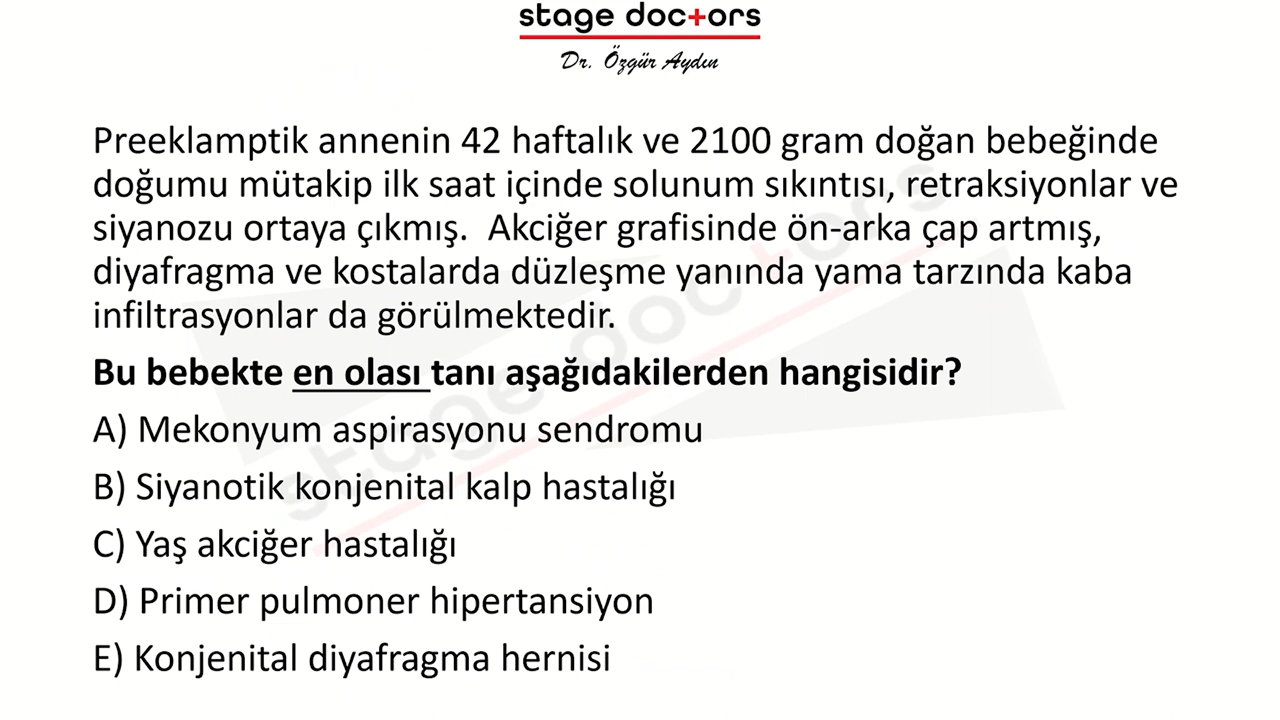 stage doctors
Dr. Özgür Aydın
Preeklamptik annenin 42 haftalık ve 2100 gram doğan bebeğinde
doğumu mütakip ilk saat içinde solunum sıkıntısı, retraksiyonlar ve
siyanozu ortaya çıkmış.  Akciğer grafisinde ön-arka çap artmış,
diyafragma ve kostalarda düzleşme yanında yama tarzında kaba
infiltrasyonlar da görülmektedir.
Bu bebekte en olası tanı aşağıdakilerden hangisidir?
A) Mekonyum aspirasyonu sendromu
B) Siyanotik konjenital kalp hastalığı
C) Yaş akciğer hastalığı
D) Primer pulmoner hipertansiyon
E) Konjenital diyafragma hernisi
stage doctors